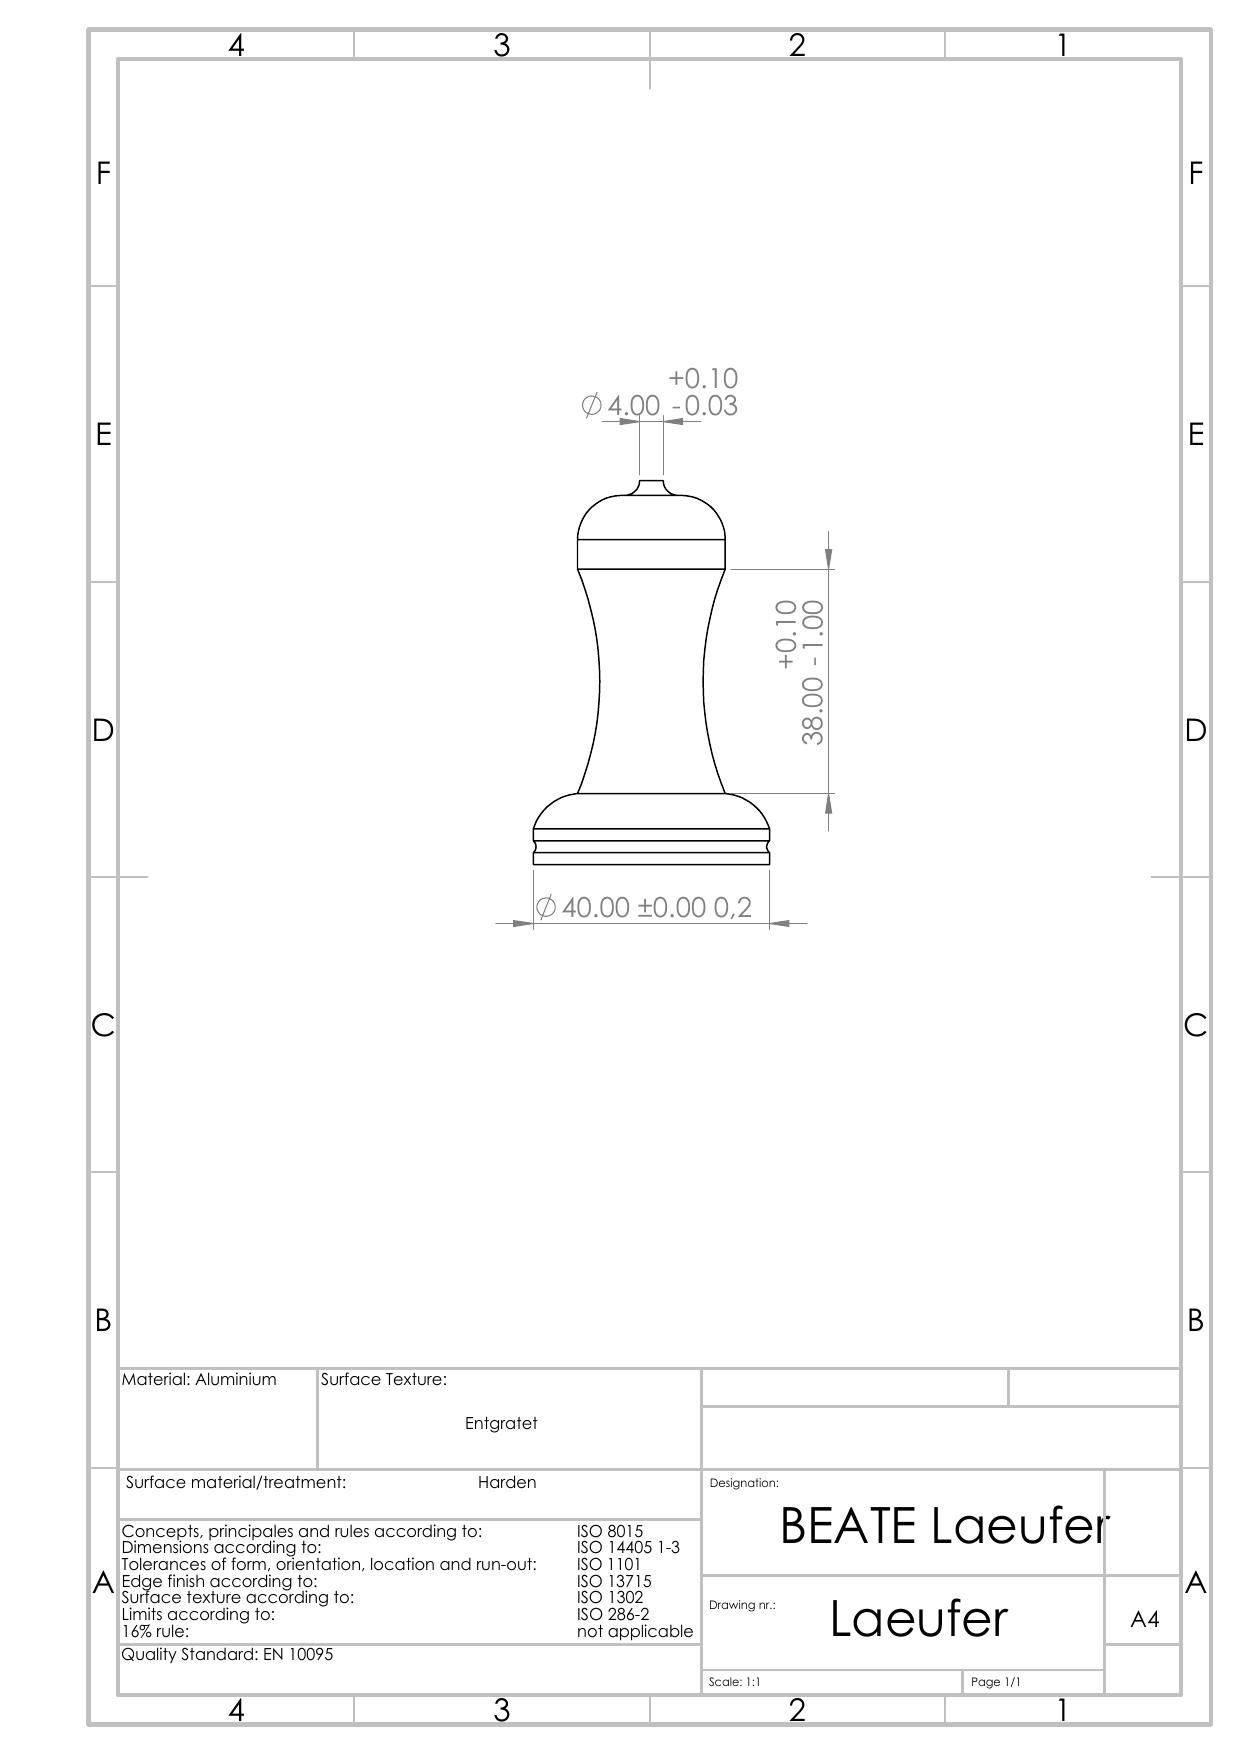 4 3 2 1
F F
+0.10
Ø4.00 -0.03
E E
+0.10
38.00 -1.00
D D
Ø40.00 ±0.00 0,2
C C
B B
Material: Aluminium
Surface Texture:
Entgratet
Surface material/treatment: Harden
Designation:
BEATE Laeufer
Concepts, principales and rules according to: ISO 8015
Dimensions according to: ISO 14405 1-3
Tolerances of form, orientation, location and run-out: ISO 1101
Edge finish according to: ISO 13715
Surface texture according to: ISO 1302
Limits according to: ISO 286-2
16% rule: not applicable
A A
Drawing nr.: Laeufer
A4
Quality Standard: EN 10095
Scale: 1:1
Page 1/1
4 3 2 1